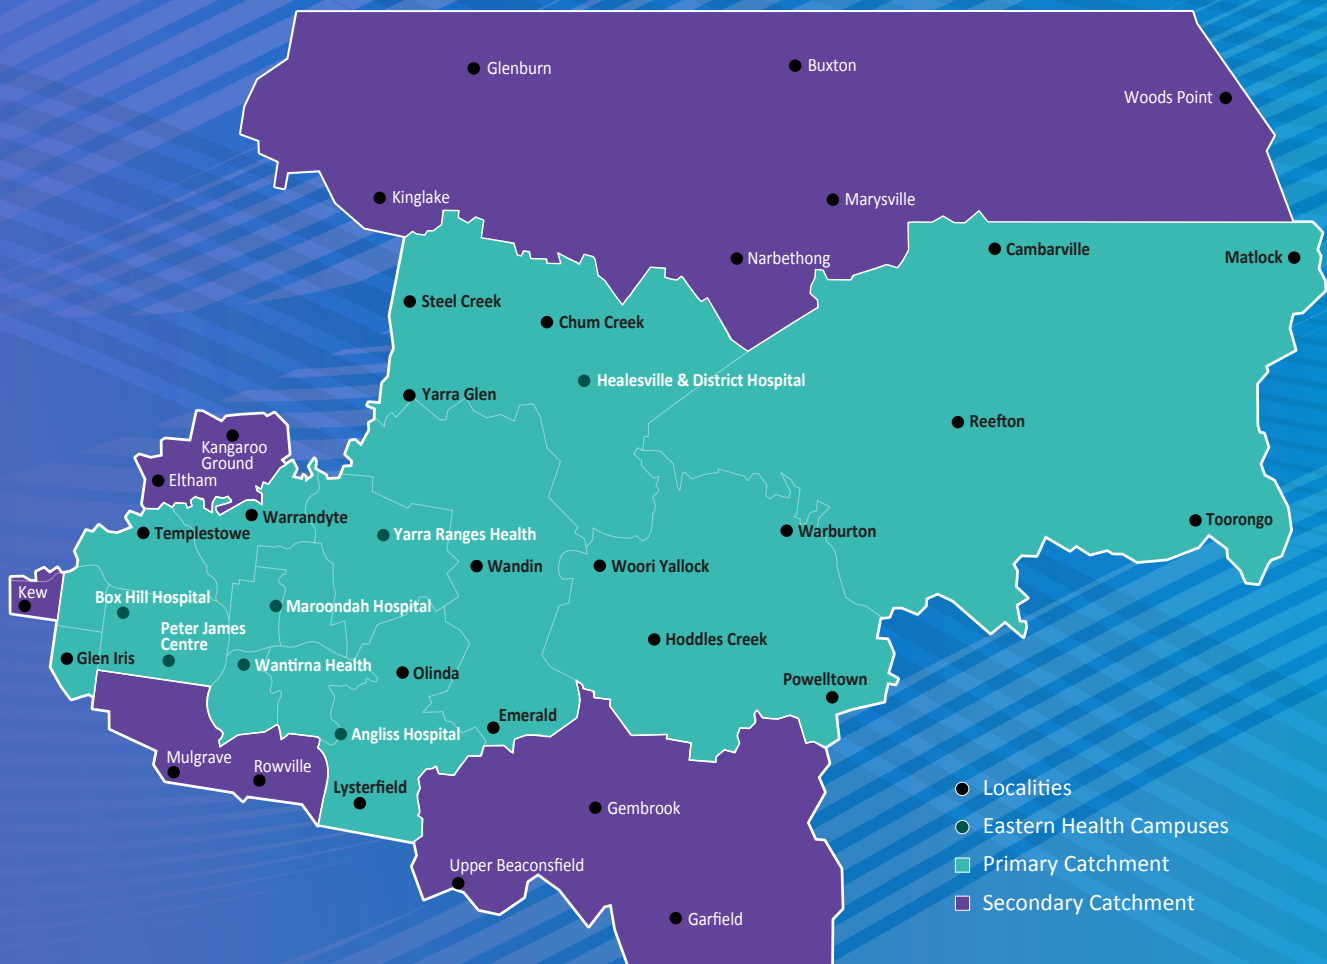 Glenburn
Buxton
Woods Point
Kinglake
Marysville
Narbethong
Cambarville
Matlock
Steel Creek
Chum Creek
Healesville & District Hospital
Yarra Glen
Reefton
Kangaroo
Ground
Eltham
Warrandyte
Templestowe
Yarra Ranges Health
Warburton
Toorongo
Wandin
Woori Yallock
Kew
Box Hill Hospital
Maroondah Hospital
Peter James
Centre
Hoddles Creek
Glen Iris
Wantirna Health
Olinda
Powelltown
Emerald
Angliss Hospital
Mulgrave
Rowville
Lysterfield
Gembrook
Upper Beaconsfield
Garfield
Localities
Eastern Health Campuses
Primary Catchment
Secondary Catchment